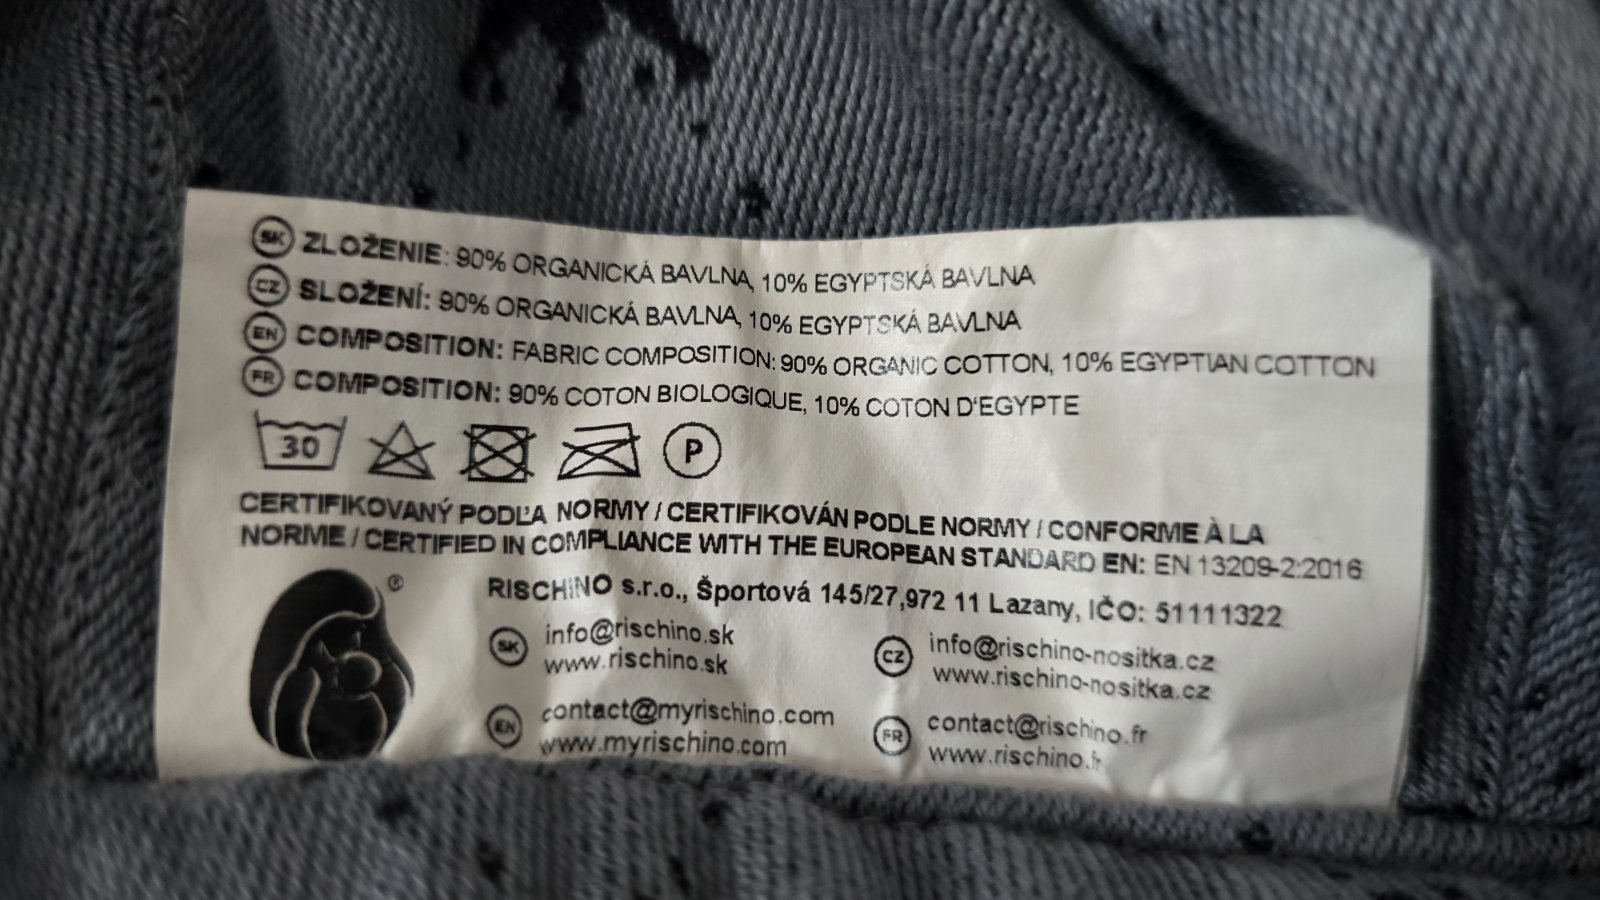 SK ZLOŽENIE: 90% ORGANICKÁ BAVLNA, 10% EGYPTSKÁ BAVLNA
CZ SLOŽENÍ: 90% ORGANICKÁ BAVLNA, 10% EGYPTSKÁ BAVLNA
EN COMPOSITION: FABRIC COMPOSITION: 90% ORGANIC COTTON, 10% EGYPTIAN COTTON
FR COMPOSITION: 90% COTON BIOLOGIQUE, 10% COTON D'EGYPTE
30 P
CERTIFIKOVANÝ PODĽA NORMY / CERTIFIKOVÁN PODLE NORMY / CONFORME À LA
NORME / CERTIFIED IN COMPLIANCE WITH THE EUROPEAN STANDARD EN: EN 13209-2:2016
®
RISCHINO s.r.o., Športová 145/27,972 11 Lazany, IČO: 51111322
SK info@rischino.sk
www.rischino.sk
CZ info@rischino-nositka.cz
www.rischino-nositka.cz
EN contact@myrischino.com
www.myrischino.com
FR contact@rischino.fr
www.rischino.fr